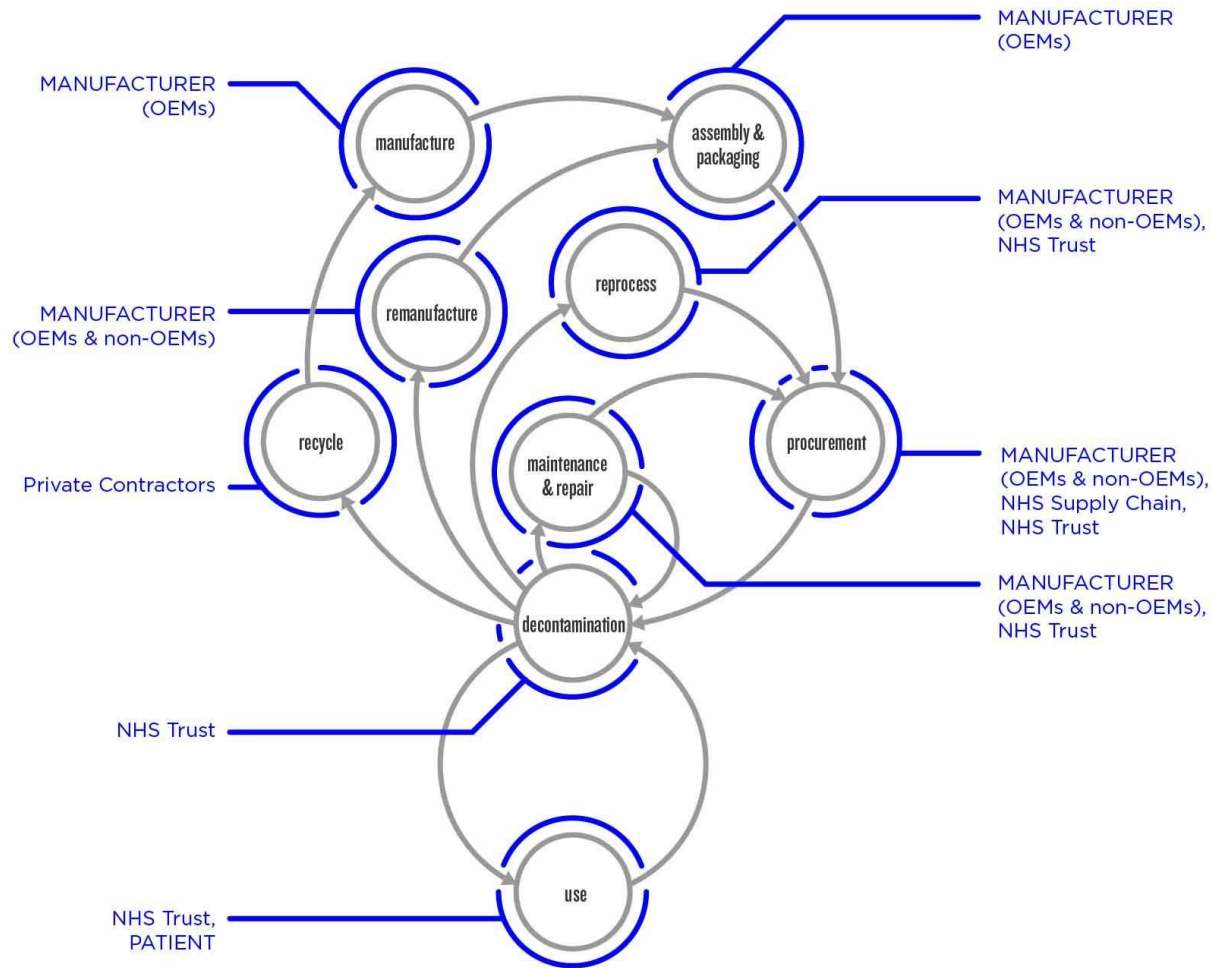 MANUFACTURER
(OEMs)
MANUFACTURER
(OEMs)
manufacture
assembly &
packaging
MANUFACTURER
(OEMs & non-OEMs),
NHS Trust
reprocess
remanufacture
MANUFACTURER
(OEMs & non-OEMs)
recycle
procurement
maintenance
& repair
MANUFACTURER
(OEMs & non-OEMs),
NHS Supply Chain,
NHS Trust
Private Contractors
MANUFACTURER
(OEMs & non-OEMs),
NHS Trust
decontamination
NHS Trust
use
NHS Trust,
PATIENT